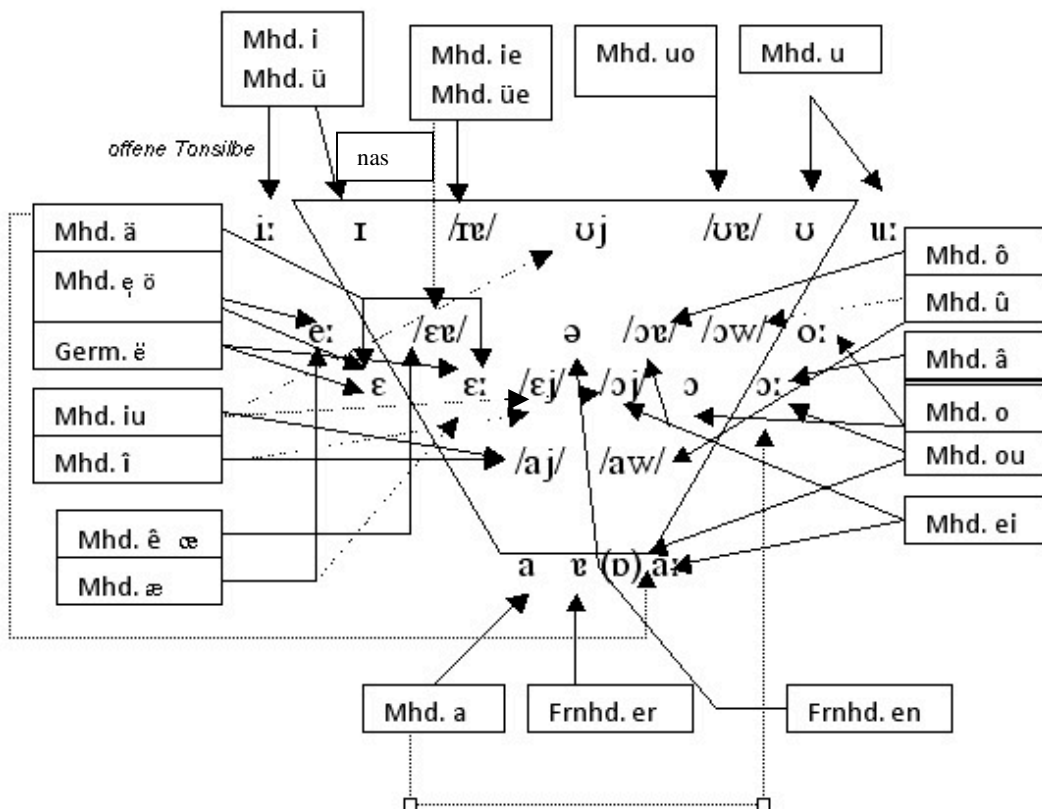 Mhd. i
Mhd. ü
Mhd. ie
Mhd. üe
Mhd. uo
Mhd. u
offene Tonsilbe
nas
iː ɪ /ɪɐ/ ʊj /ʊɐ/ ʊ uː
Mhd. ä
Mhd. ẹ ö
Germ. ë
Mhd. iu
Mhd. î
Mhd. ê œ
Mhd. æ
eː /ɛɐ/ ə /ɔɐ/ /ɔw/ oː
ɛ ɛː /ɛj/ /ɔj/ ɔ ɔː
/aj/ /aw/
a ɐ (ɒ) aː
Mhd. ô
Mhd. û
Mhd. â
Mhd. o
Mhd. ou
Mhd. ei
Mhd. a
Frnhd. er
Frnhd. en